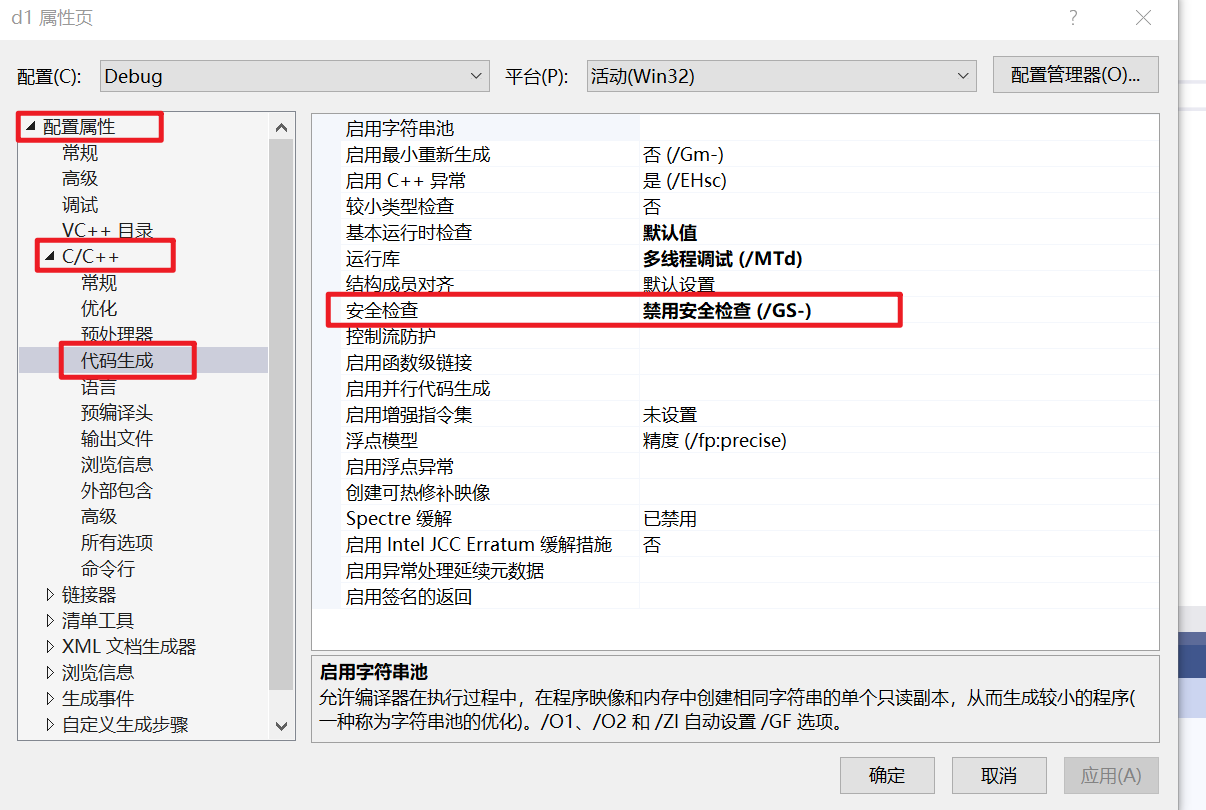 d1 属性页
?
配置(C):
Debug
平台(P):
活动(Win32)
配置管理器(O)...
配置属性
常规
高级
调试
VC++ 目录
C/C++
常规
优化
预处理器
代码生成
语言
预编译头
输出文件
浏览信息
外部包含
高级
所有选项
命令行
链接器
清单工具
XML 文档生成器
浏览信息
生成事件
自定义生成步骤
启用字符串池
启用最小重新生成 否 (/Gm-)
启用 C++ 异常 是 (/EHsc)
较小类型检查 否
基本运行时检查 默认值
运行库 多线程调试 (/MTd)
结构成员对齐 默认设置
安全检查 禁用安全检查 (/GS-)
控制流防护
启用函数级链接
启用并行代码生成
启用增强指令集 未设置
浮点模型 精度 (/fp:precise)
启用浮点异常
创建可热修补映像
Spectre 缓解 已禁用
启用 Intel JCC Erratum 缓解措施 否
启用异常处理延续元数据
启用签名的返回
启用字符串池
允许编译器在执行过程中，在程序映像和内存中创建相同字符串的单个只读副本，从而生成较小的程序(
一种称为字符串池的优化)。/O1、/O2 和 /ZI 自动设置 /GF 选项。
确定
取消
应用(A)